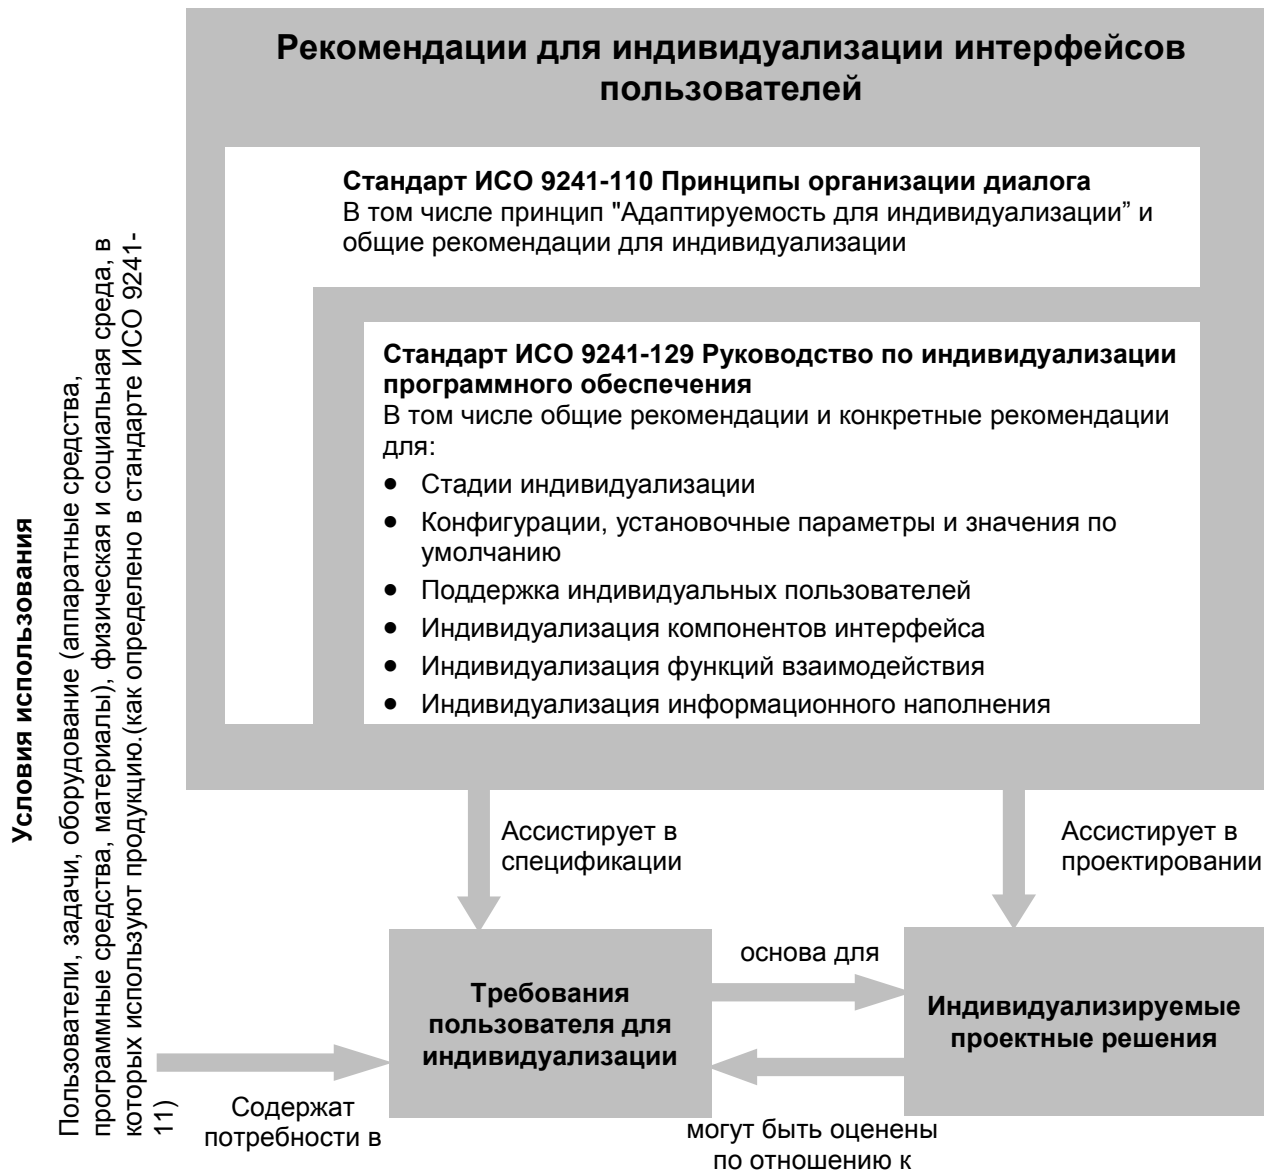 Рекомендации для индивидуализации интерфейсов
пользователей
Стандарт ИСО 9241-110 Принципы организации диалога
В том числе принцип "Адаптируемость для индивидуализации” и
общие рекомендации для индивидуализации
Стандарт ИСО 9241-129 Руководство по индивидуализации
программного обеспечения
В том числе общие рекомендации и конкретные рекомендации
для:
• Стадии индивидуализации
• Конфигурации, установочные параметры и значения по
умолчанию
• Поддержка индивидуальных пользователей
• Индивидуализация компонентов интерфейса
• Индивидуализация функций взаимодействия
• Индивидуализация информационного наполнения
Условия использования
Пользователи, задачи, оборудование (аппаратные средства,
программные средства, материалы), физическая и социальная среда, в
которых используют продукцию.(как определено в стандарте ИСО 9241-
11)
Ассистирует в
спецификации
Ассистирует в
проектировании
Требования
пользователя для
индивидуализации
основа для
Индивидуализируемые
проектные решения
Содержат
потребности в
могут быть оценены
по отношению к